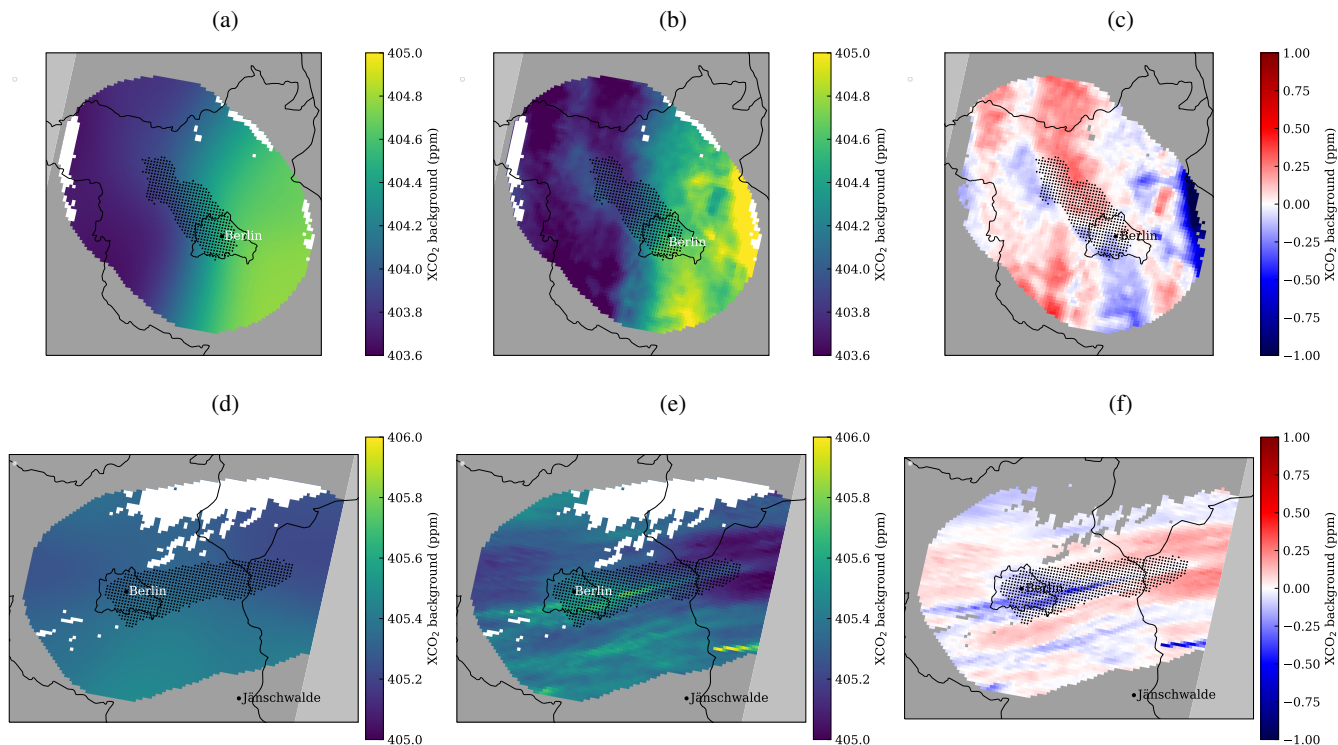 (a)
(b)
(c)
405.0
404.8
404.6
404.4
404.2
404.0
403.8
403.6
XCO₂ background (ppm)
Berlin
405.0
404.8
404.6
404.4
404.2
404.0
403.8
403.6
XCO₂ background (ppm)
Berlin
1.00
0.75
0.50
0.25
0.00
−0.25
−0.50
−0.75
−1.00
XCO₂ background (ppm)
Berlin
(d)
(e)
(f)
406.0
405.8
405.6
405.4
405.2
405.0
XCO₂ background (ppm)
Berlin
Jänschwalde
406.0
405.8
405.6
405.4
405.2
405.0
XCO₂ background (ppm)
Berlin
Jänschwalde
1.00
0.75
0.50
0.25
0.00
−0.25
−0.50
−0.75
−1.00
XCO₂ background (ppm)
Berlin
Jänschwalde